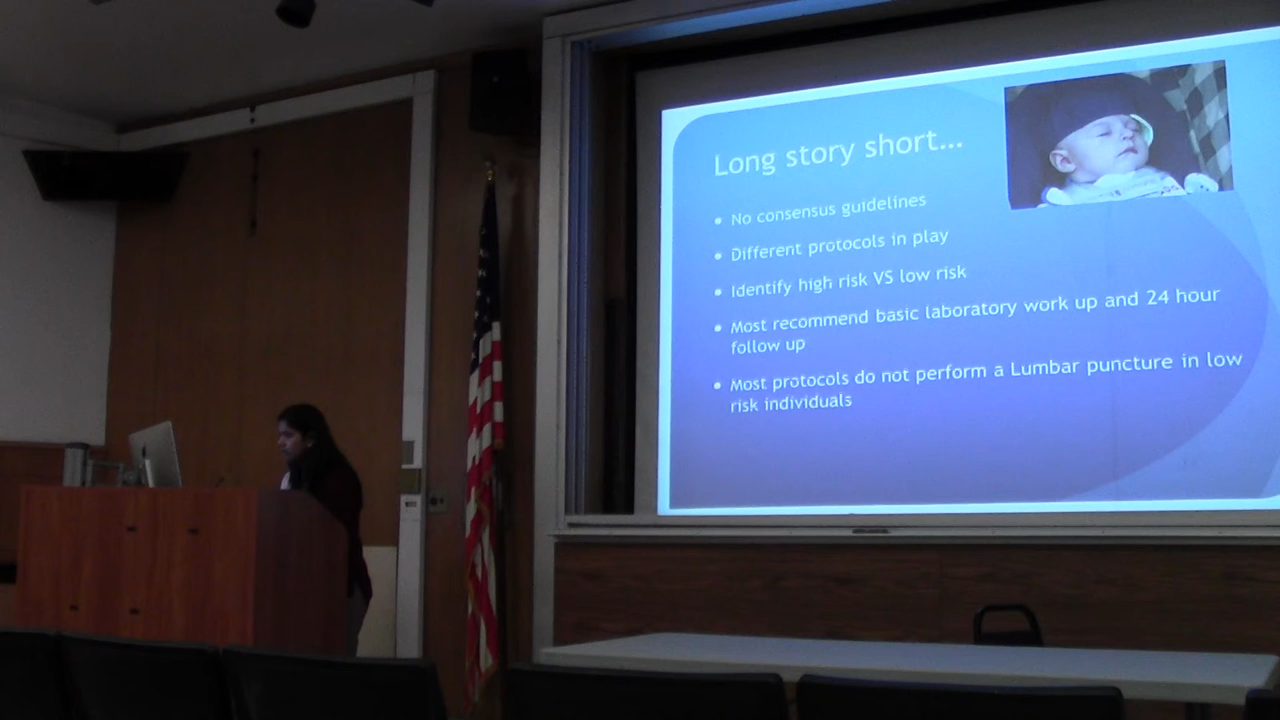 Long story short...
• No consensus guidelines
• Different protocols in play
• Identify high risk VS low risk
• Most recommend basic laboratory work up and 24 hour
follow up
• Most protocols do not perform a Lumbar puncture in low
risk individuals